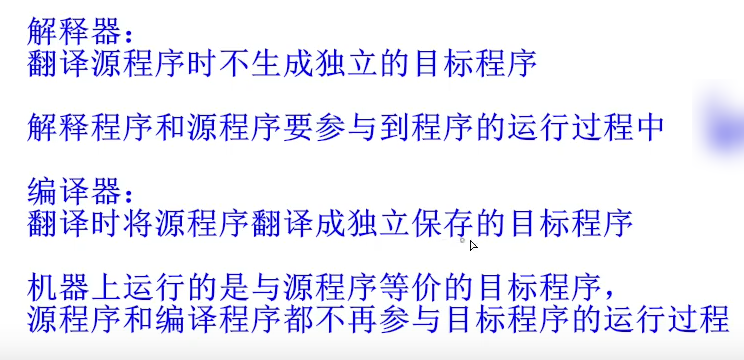 解释器：
翻译源程序时不生成独立的目标程序
解释程序和源程序要参与到程序的运行过程中
编译器：
翻译时将源程序翻译成独立保存的目标程序
机器上运行的是与源程序等价的目标程序，
源程序和编译程序都不再参与目标程序的运行过程